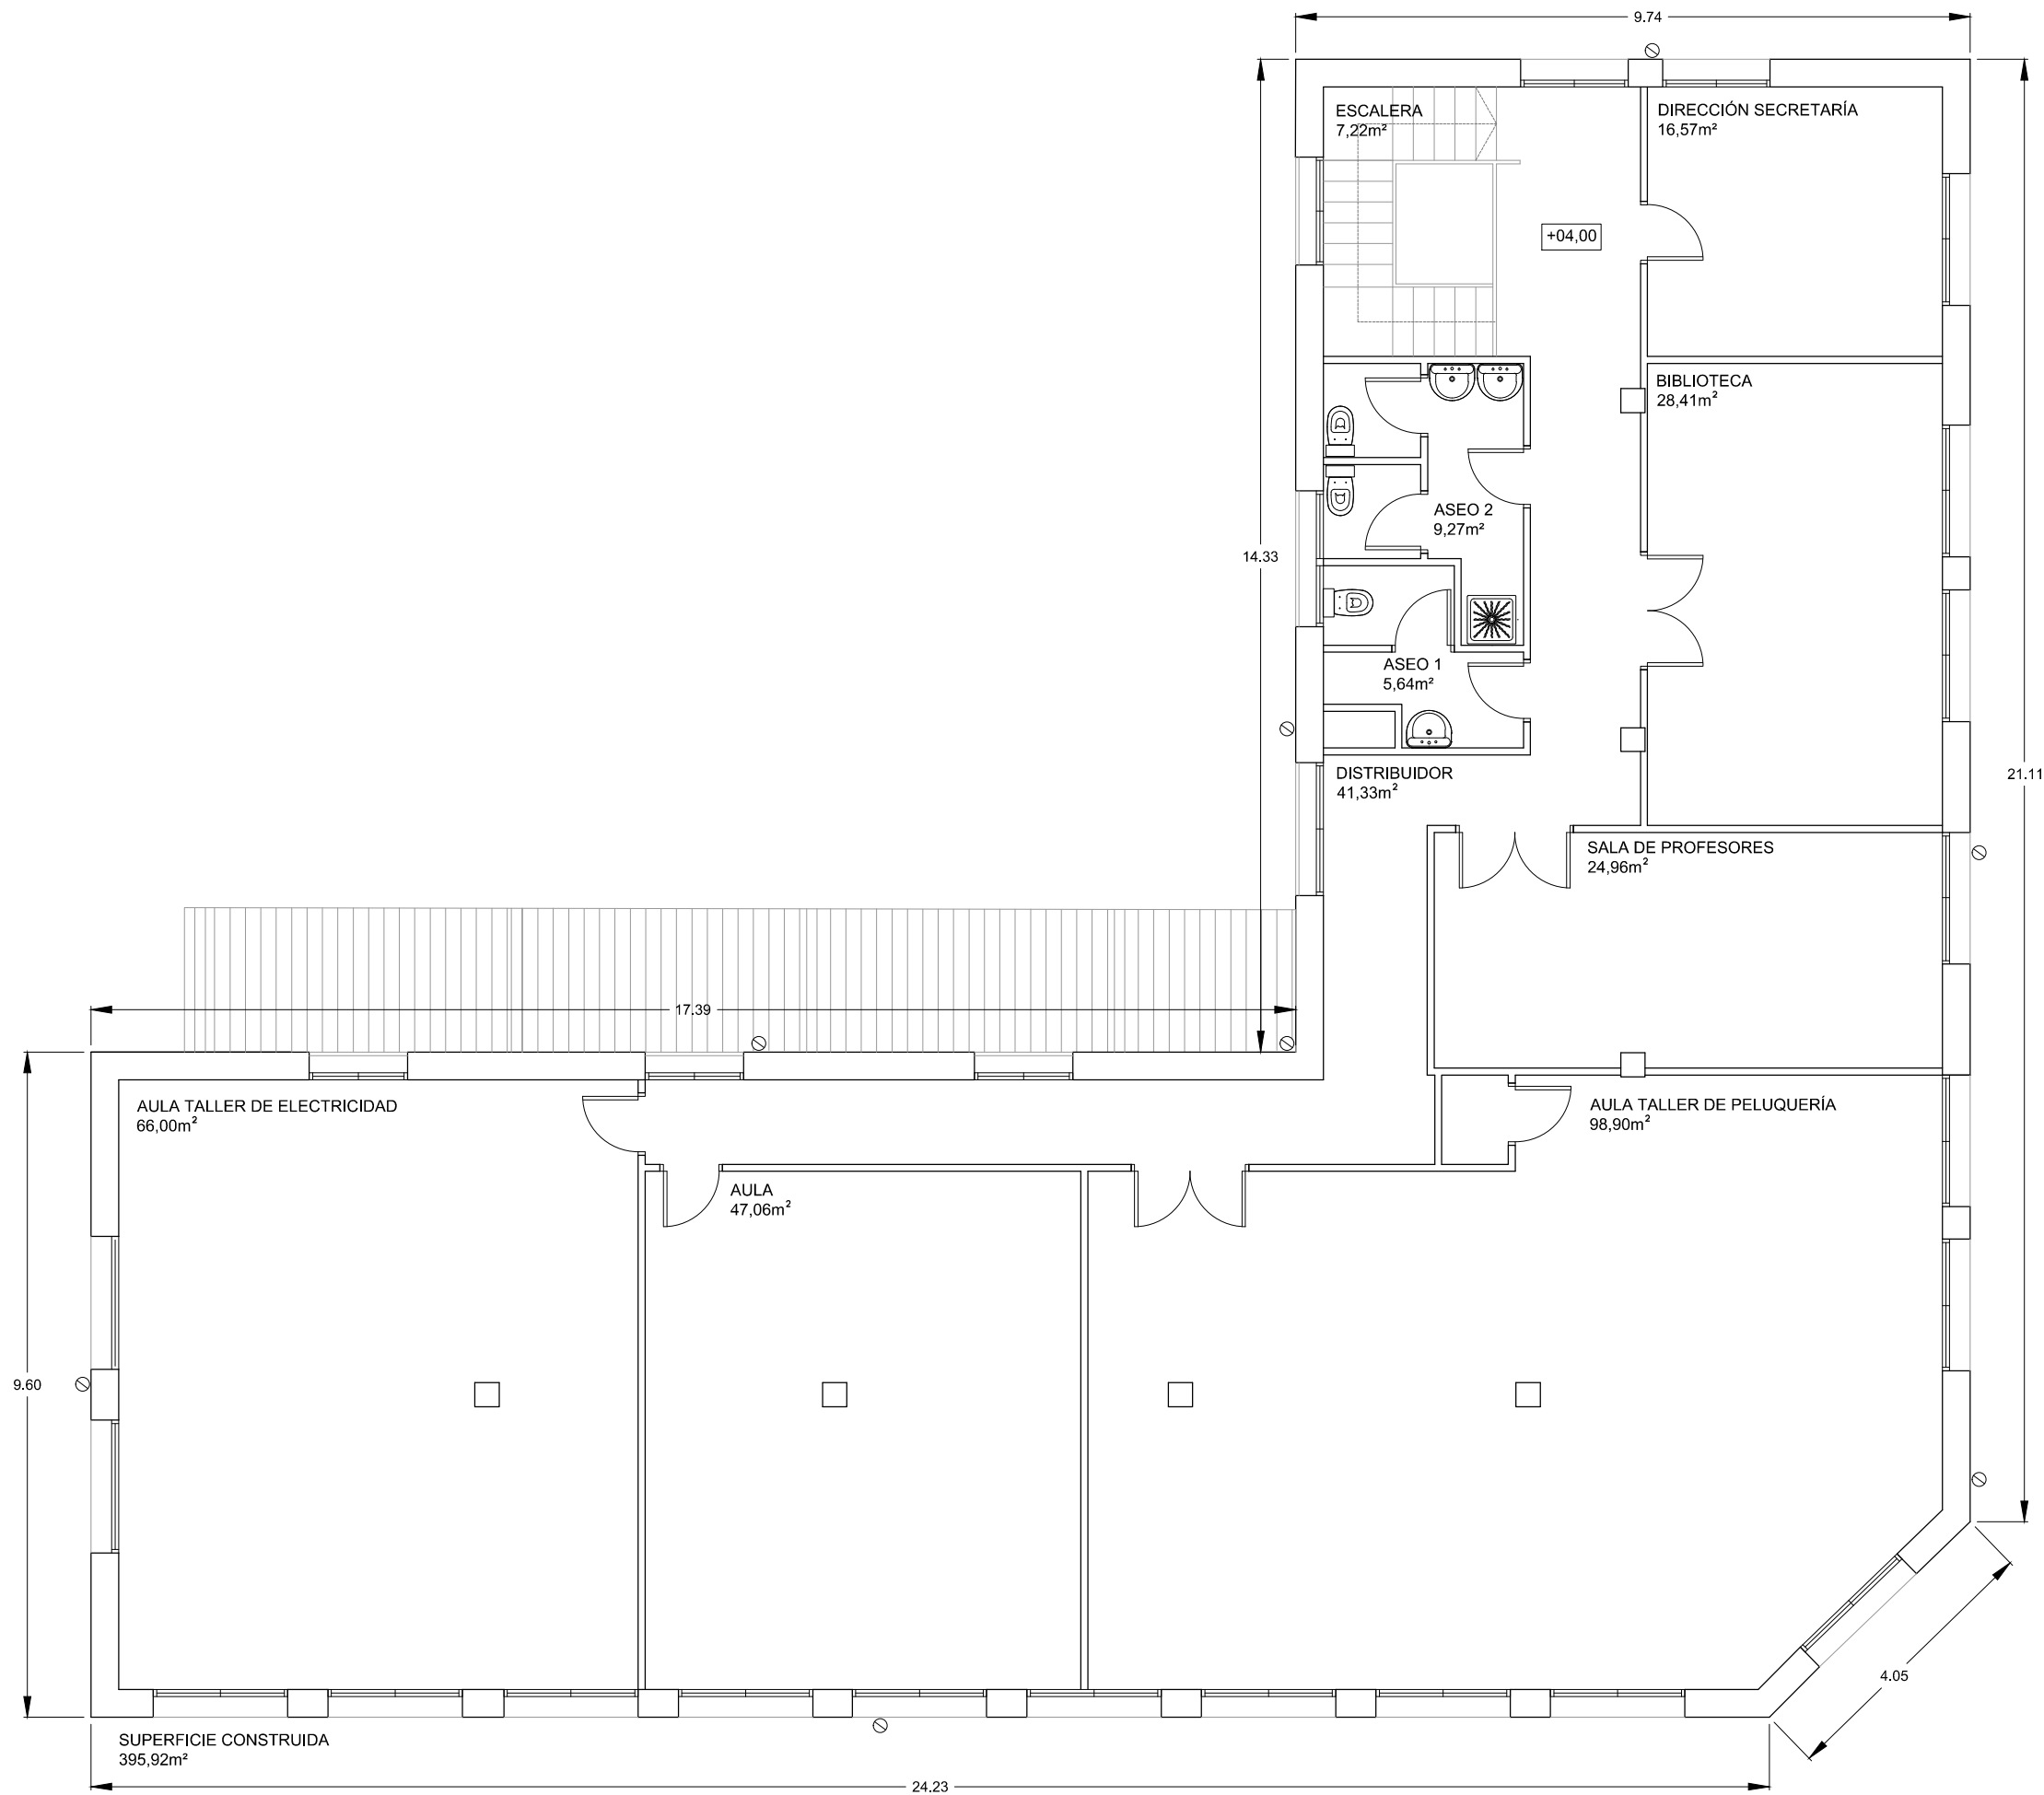 9.74
ESCALERA
7,22m²
DIRECCIÓN SECRETARÍA
16,57m²
+04,00
BIBLIOTECA
28,41m²
ASEO 2
9,27m²
14.33
ASEO 1
5,64m²
DISTRIBUIDOR
41,33m²
21.11
SALA DE PROFESORES
24,96m²
17.39
AULA TALLER DE ELECTRICIDAD
66,00m²
AULA TALLER DE PELUQUERÍA
98,90m²
AULA
47,06m²
9.60
4.05
SUPERFICIE CONSTRUIDA
395,92m²
24.23